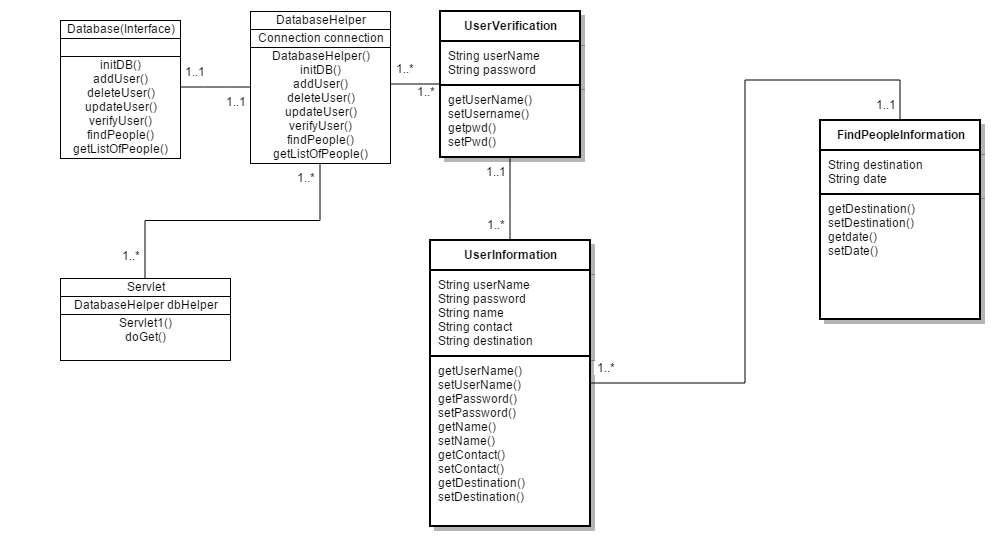 Database(Interface)
initDB()
addUser()
deleteUser()
updateUser()
verifyUser()
findPeople()
getListOfPeople()
1..1
1..1
DatabaseHelper
Connection connection
DatabaseHelper()
initDB()
addUser()
deleteUser()
updateUser()
verifyUser()
findPeople()
getListOfPeople()
1..*
1..*
UserVerification
String userName
String password
getUserName()
setUsername()
getpwd()
setPwd()
1..1
1..*
1..*
1..*
Servlet
DatabaseHelper dbHelper
Servlet1()
doGet()
UserInformation
String userName
String password
String name
String contact
String destination
getUserName()
setUserName()
getPassword()
setPassword()
getName()
setName()
getContact()
setContact()
getDestination()
setDestination()
1..*
1..1
FindPeopleInformation
String destination
String date
getDestination()
setDestination()
getdate()
setDate()